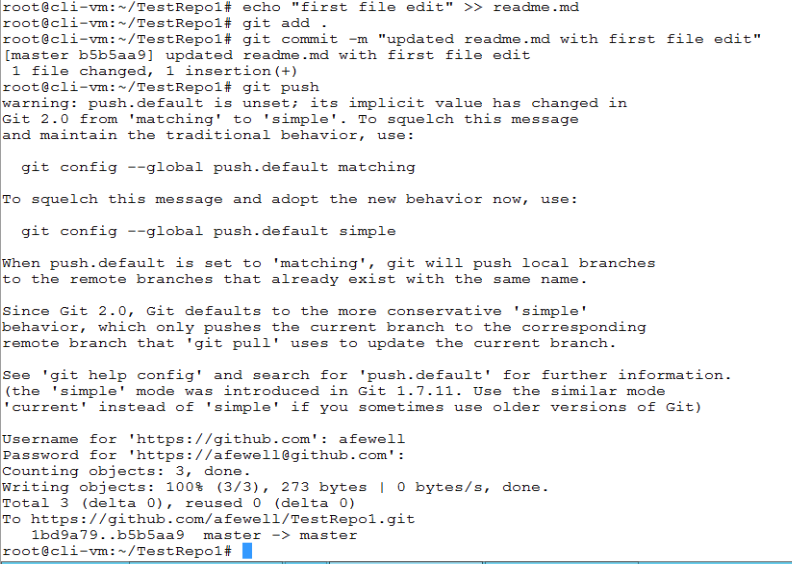 root@cli-vm:~/TestRepo1# echo "first file edit" >> readme.md
root@cli-vm:~/TestRepo1# git add .
root@cli-vm:~/TestRepo1# git commit -m "updated readme.md with first file edit"
[master b5b5aa9] updated readme.md with first file edit
 1 file changed, 1 insertion(+)
root@cli-vm:~/TestRepo1# git push
warning: push.default is unset; its implicit value has changed in
Git 2.0 from 'matching' to 'simple'. To squelch this message
and maintain the traditional behavior, use:

  git config --global push.default matching

To squelch this message and adopt the new behavior now, use:

  git config --global push.default simple

When push.default is set to 'matching', git will push local branches
to the remote branches that already exist with the same name.

Since Git 2.0, Git defaults to the more conservative 'simple'
behavior, which only pushes the current branch to the corresponding
remote branch that 'git pull' uses to update the current branch.

See 'git help config' and search for 'push.default' for further information.
(the 'simple' mode was introduced in Git 1.7.11. Use the similar mode
'current' instead of 'simple' if you sometimes use older versions of Git)

Username for 'https://github.com': afewell
Password for 'https://afewell@github.com':
Counting objects: 3, done.
Writing objects: 100% (3/3), 273 bytes | 0 bytes/s, done.
Total 3 (delta 0), reused 0 (delta 0)
To https://github.com/afewell/TestRepo1.git
   1bd9a79..b5b5aa9  master -> master
root@cli-vm:~/TestRepo1#